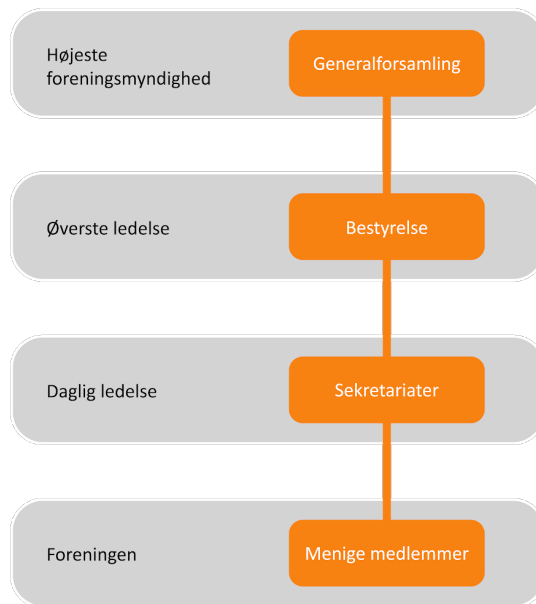 Højeste
foreningsmyndighed
Generalforsamling
Øverste ledelse
Bestyrelse
Daglig ledelse
Sekretariater
Foreningen
Menige medlemmer